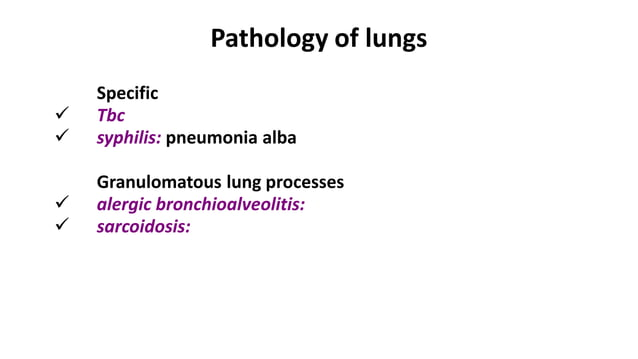 Pathology of lungs
Specific
✓ Tbc
✓ syphilis: pneumonia alba
Granulomatous lung processes
✓ alergic bronchioalveolitis:
✓ sarcoidosis: